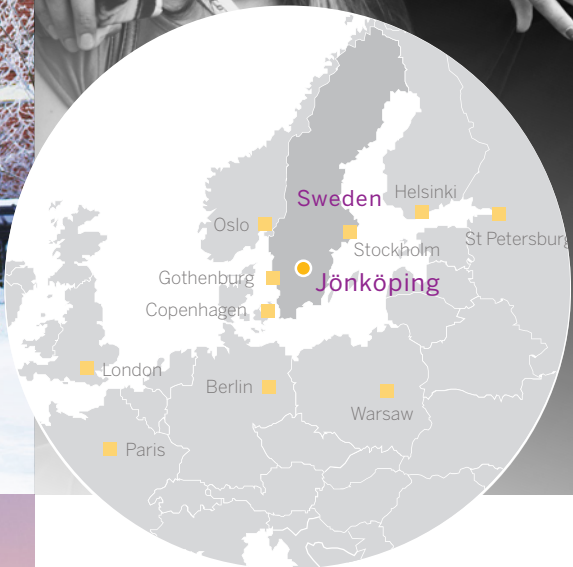 Sweden
Helsinki
Oslo
St Petersburg
Stockholm
Gothenburg
Jönköping
Copenhagen
London
Berlin
Warsaw
Paris